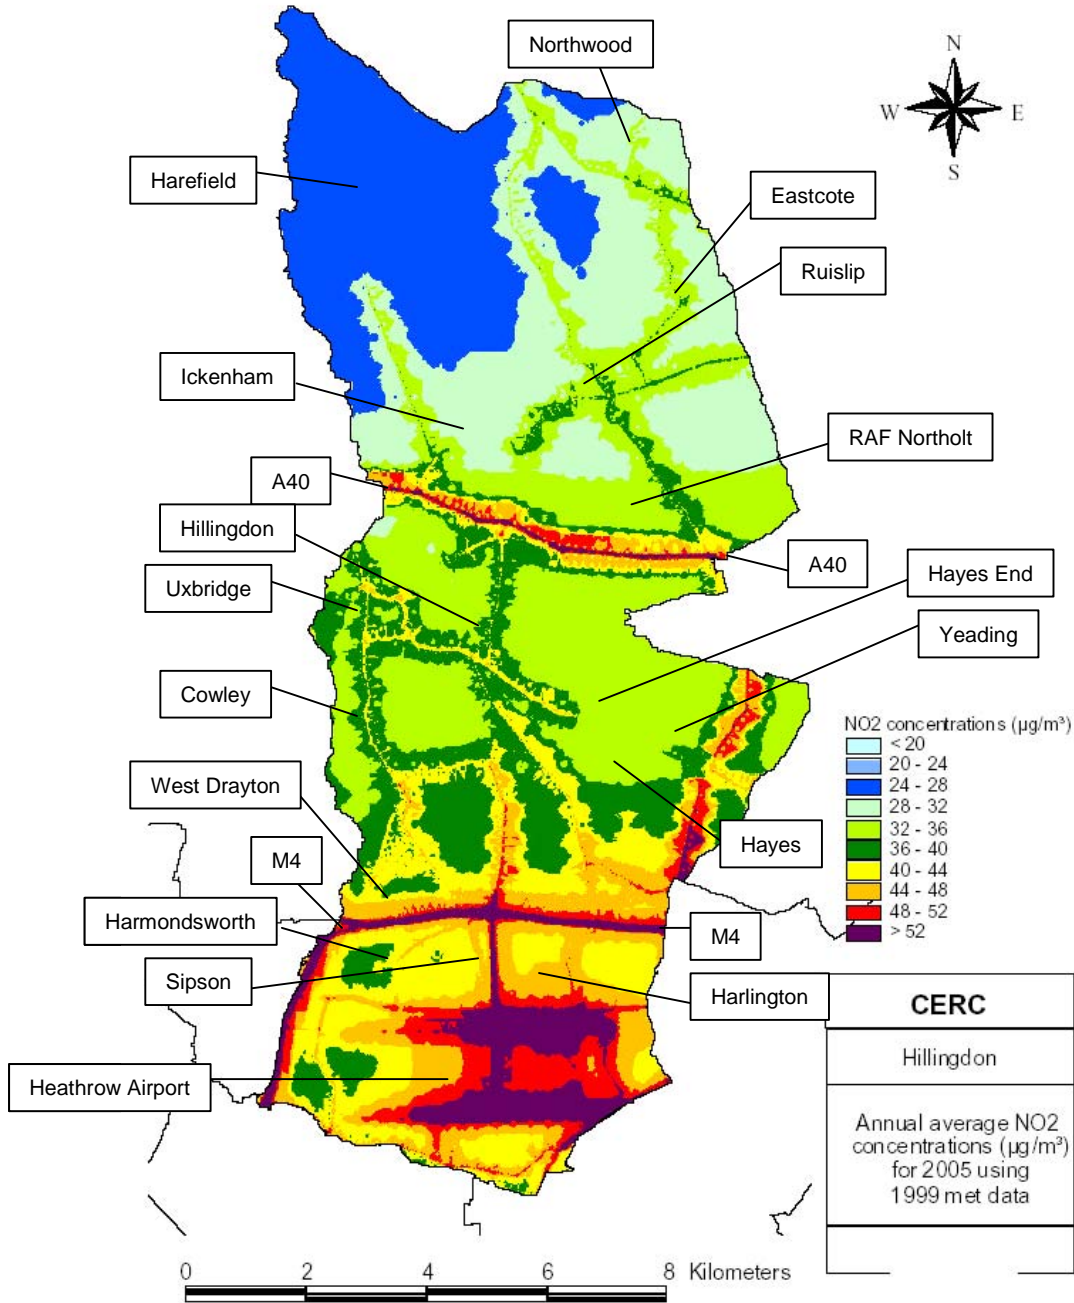 Northwood
N
W
E
S
Harefield
Eastcote
Ruislip
Ickenham
RAF Northolt
A40
Hillingdon
A40
Hayes End
Uxbridge
Yeading
Cowley
NO2 concentrations (µg/m³)
< 20
20 - 24
24 - 28
28 - 32
32 - 36
36 - 40
40 - 44
44 - 48
48 - 52
> 52
West Drayton
Hayes
M4
Harmondsworth
M4
Sipson
Harlington
CERC
Hillingdon
Heathrow Airport
Annual average NO2
concentrations (µg/m³)
for 2005 using
1999 met data
0 2 4 6 8 Kilometers